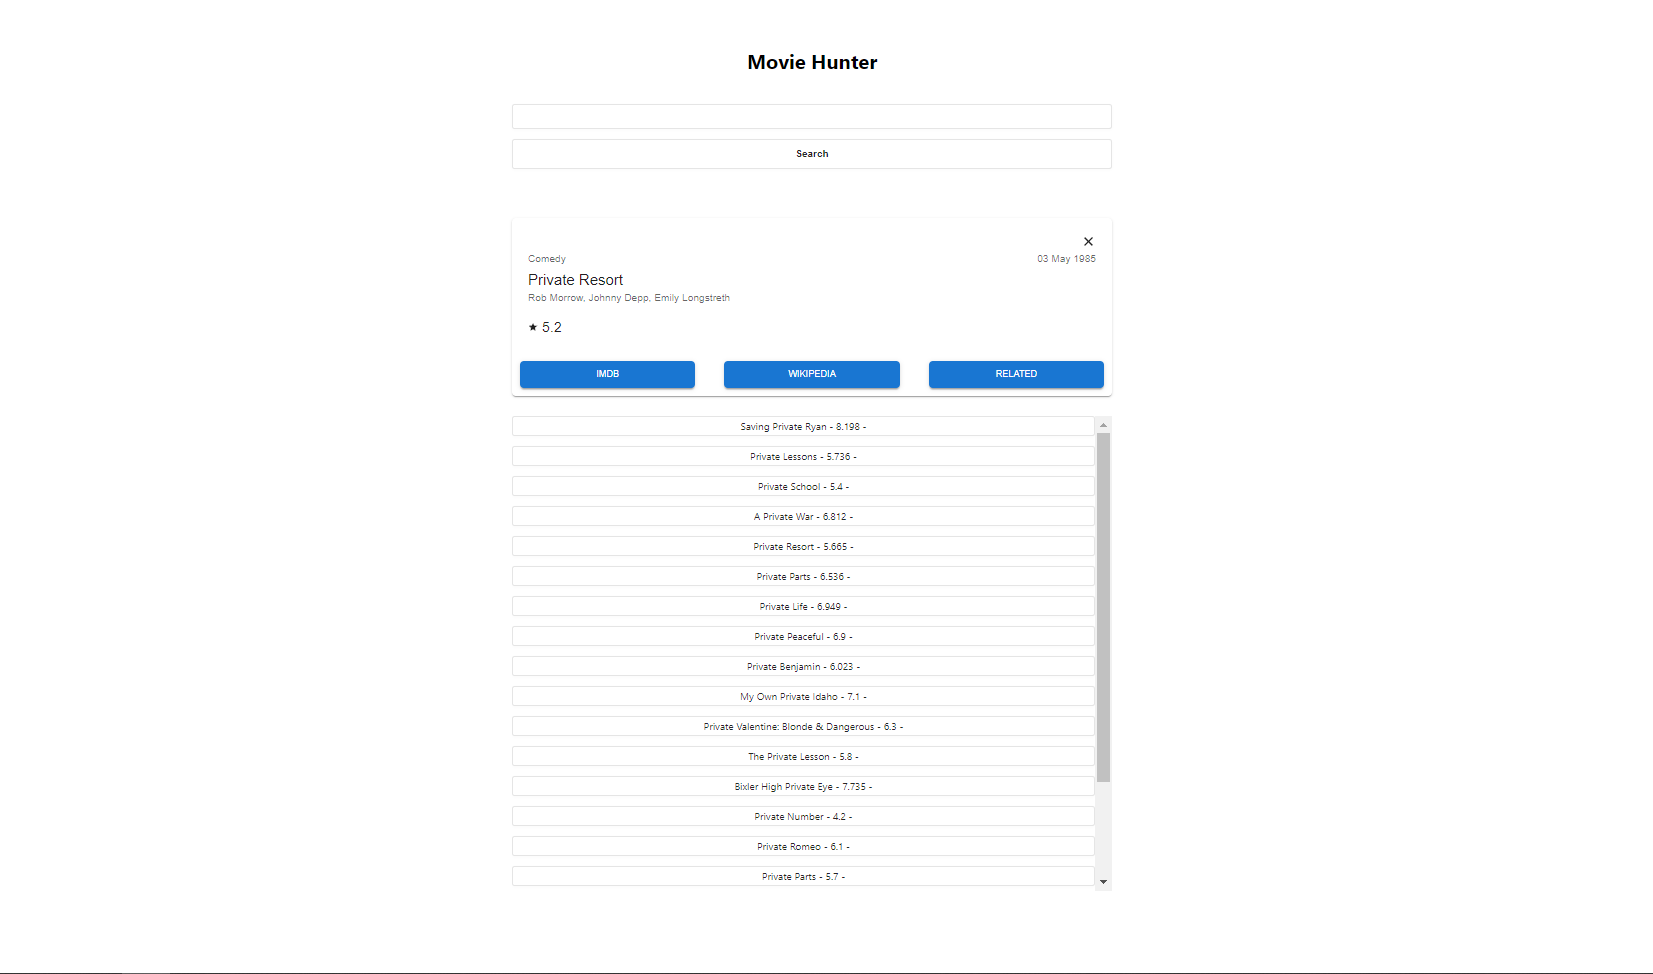 Movie Hunter
Search
Comedy 03 May 1985
Private Resort
Rob Morrow, Johnny Depp, Emily Longstreth
★ 5.2
IMDB WIKIPEDIA RELATED
Saving Private Ryan - 8.198 -
Private Lessons - 5.736 -
Private School - 5.4 -
A Private War - 6.812 -
Private Resort - 5.665 -
Private Parts - 6.536 -
Private Life - 6.949 -
Private Peaceful - 6.9 -
Private Benjamin - 6.023 -
My Own Private Idaho - 7.1 -
Private Valentine: Blonde & Dangerous - 6.3 -
The Private Lesson - 5.8 -
Bixler High Private Eye - 7.735 -
Private Number - 4.2 -
Private Romeo - 6.1 -
Private Parts - 5.7 -